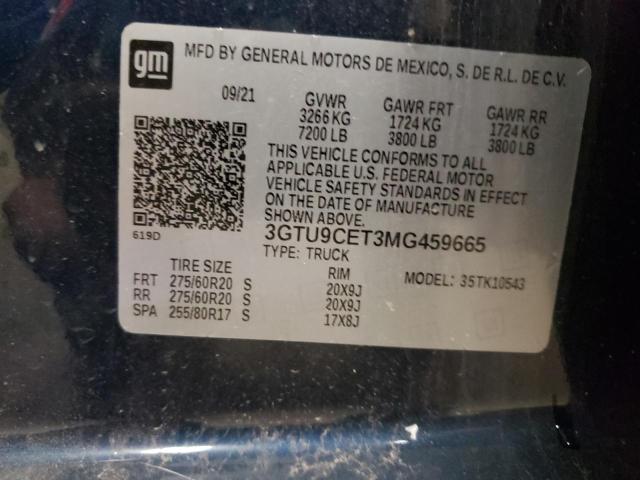 gm
MFD BY GENERAL MOTORS DE MEXICO, S. DE R.L. DE C.V.
09/21 GVWR GAWR FRT GAWR RR
3266 KG 1724 KG 1724 KG
7200 LB 3800 LB 3800 LB
THIS VEHICLE CONFORMS TO ALL
APPLICABLE U.S. FEDERAL MOTOR
VEHICLE SAFETY STANDARDS IN EFFECT
ON THE DATE OF MANUFACTURE
SHOWN ABOVE.
619D
3GTU9CET3MG459665
TYPE: TRUCK
TIRE SIZE RIM MODEL: 35TK10543
FRT 275/60R20 S 20X9J
RR 275/60R20 S 20X9J
SPA 255/80R17 S 17X8J